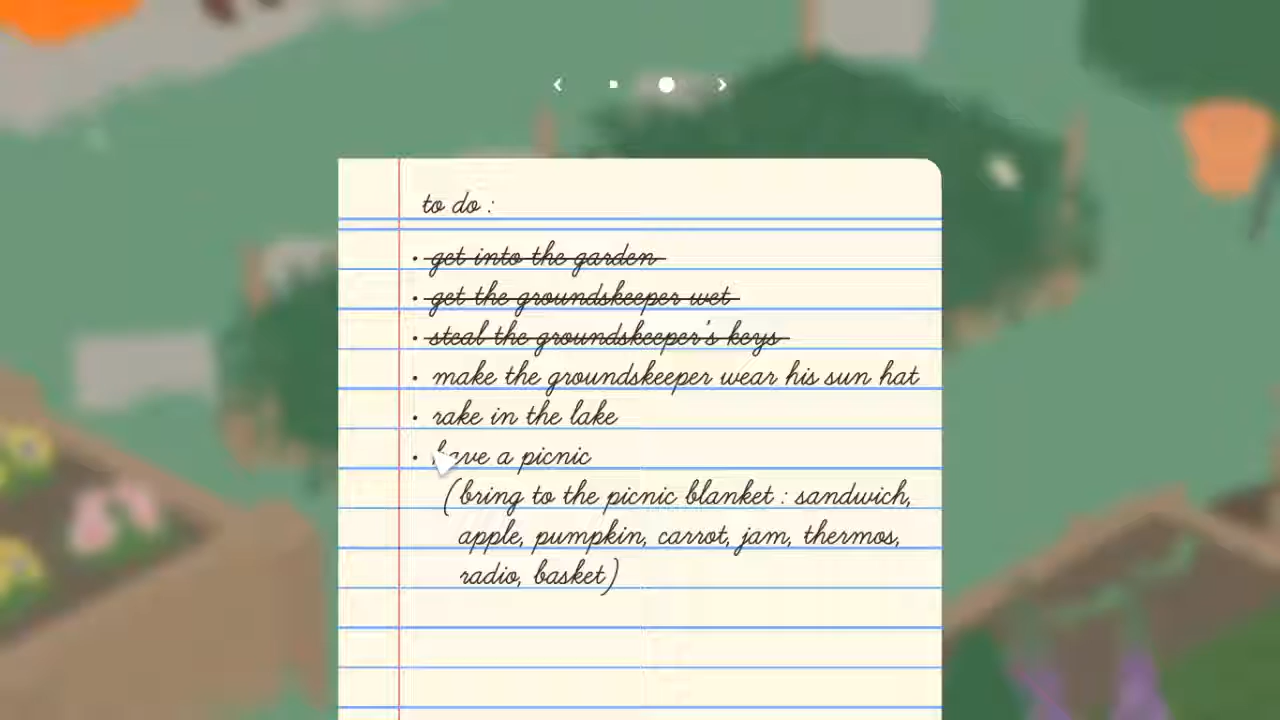 to do :
• get into the garden
• get the groundskeeper wet
• steal the groundskeeper's keys
• make the groundskeeper wear his sun hat
• rake in the lake
• have a picnic
(bring to the picnic blanket : sandwich,
apple, pumpkin, carrot, jam, thermos,
radio, basket)